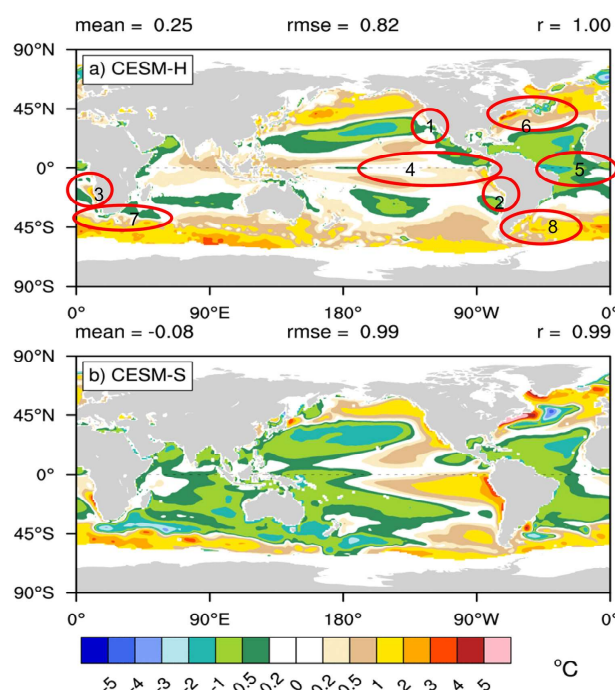 mean = 0.25 rmse = 0.82 r = 1.00
90°N
a) CESM-H
45°N
1
6
0°
4
5
3
2
45°S
7
8
90°S
0° 90°E 180° 90°W 0°
mean = -0.08 rmse = 0.99 r = 0.99
90°N
b) CESM-S
45°N
0°
45°S
90°S
0° 90°E 180° 90°W 0°
-5 -4 -3 -2 -1 -0.5 -0.2 0 0.2 0.5 1 2 3 4 5 °C